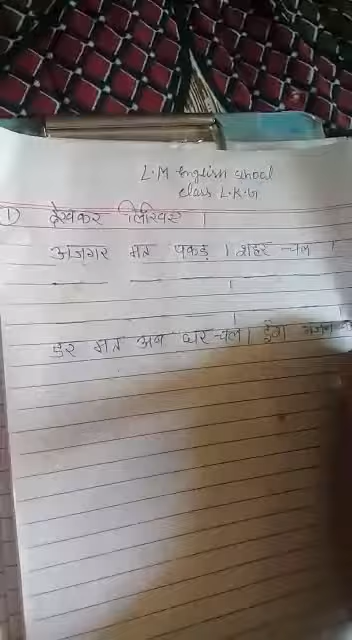 L.M English school
class L.K.G
① देखकर लिखिए ।
अजगर मत पकड़ । शहर चल ।
।
।
डर मत अब घर चल ।